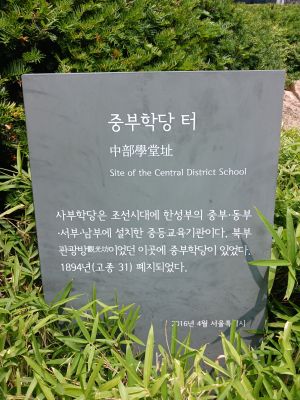 중부학당 터
中部學堂址
Site of the Central District School
사부학당은 조선시대에 한성부의 중부·동부
·서부·남부에 설치한 중등교육기관이다. 북부
관광방觀光坊이었던 이곳에 중부학당이 있었다.
1894년(고종 31) 폐지되었다.
2016년 4월 서울특별시